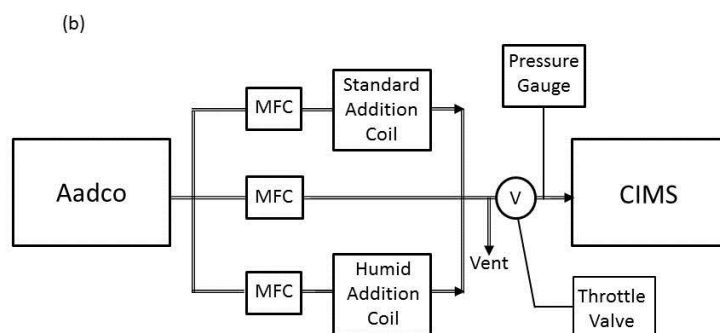 (b)
Pressure
Gauge
Standard
Addition
Coil
MFC
Aadco
MFC
V
CIMS
Vent
MFC
Humid
Addition
Coil
Throttle
Valve